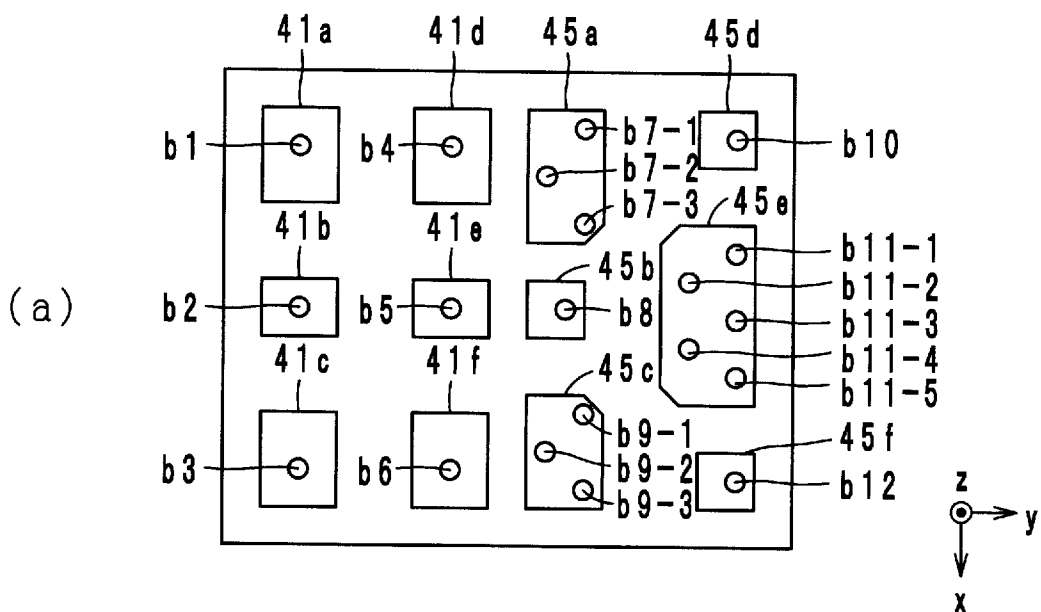 41a 41d 45a 45d
b1 b4 b7-1 b10
b7-2
b7-3 45e
41b 41e 45b b11-1
b11-2
(a) b2 b5 b8 b11-3
b11-4
41c 41f 45c b11-5
b9-1 45f
b3 b6 b9-2 b12
b9-3
z
y
x